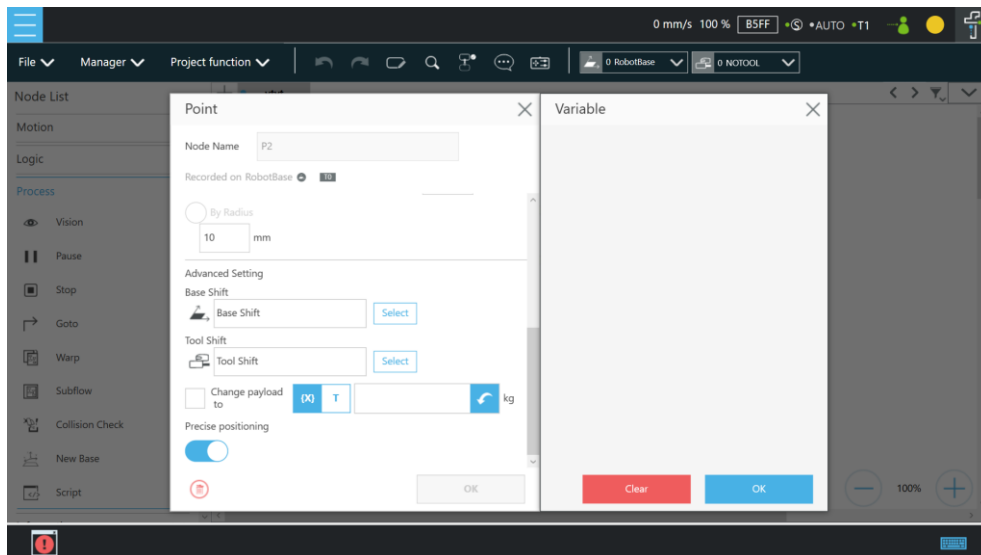 0 mm/s 100 % B5FF S AUTO T1
File Manager Project function 0 RobotBase 0 NOTOOL
Node List
Motion
Logic
Process
Vision
Pause
Stop
Goto
Warp
Subflow
Collision Check
New Base
Script
Point
Node Name P2
Recorded on RobotBase T0
By Radius
10 mm
Advanced Setting
Base Shift
Base Shift Select
Tool Shift
Tool Shift Select
Change payload
to
{X} T kg
Precise positioning
OK
Variable
Clear OK
100%